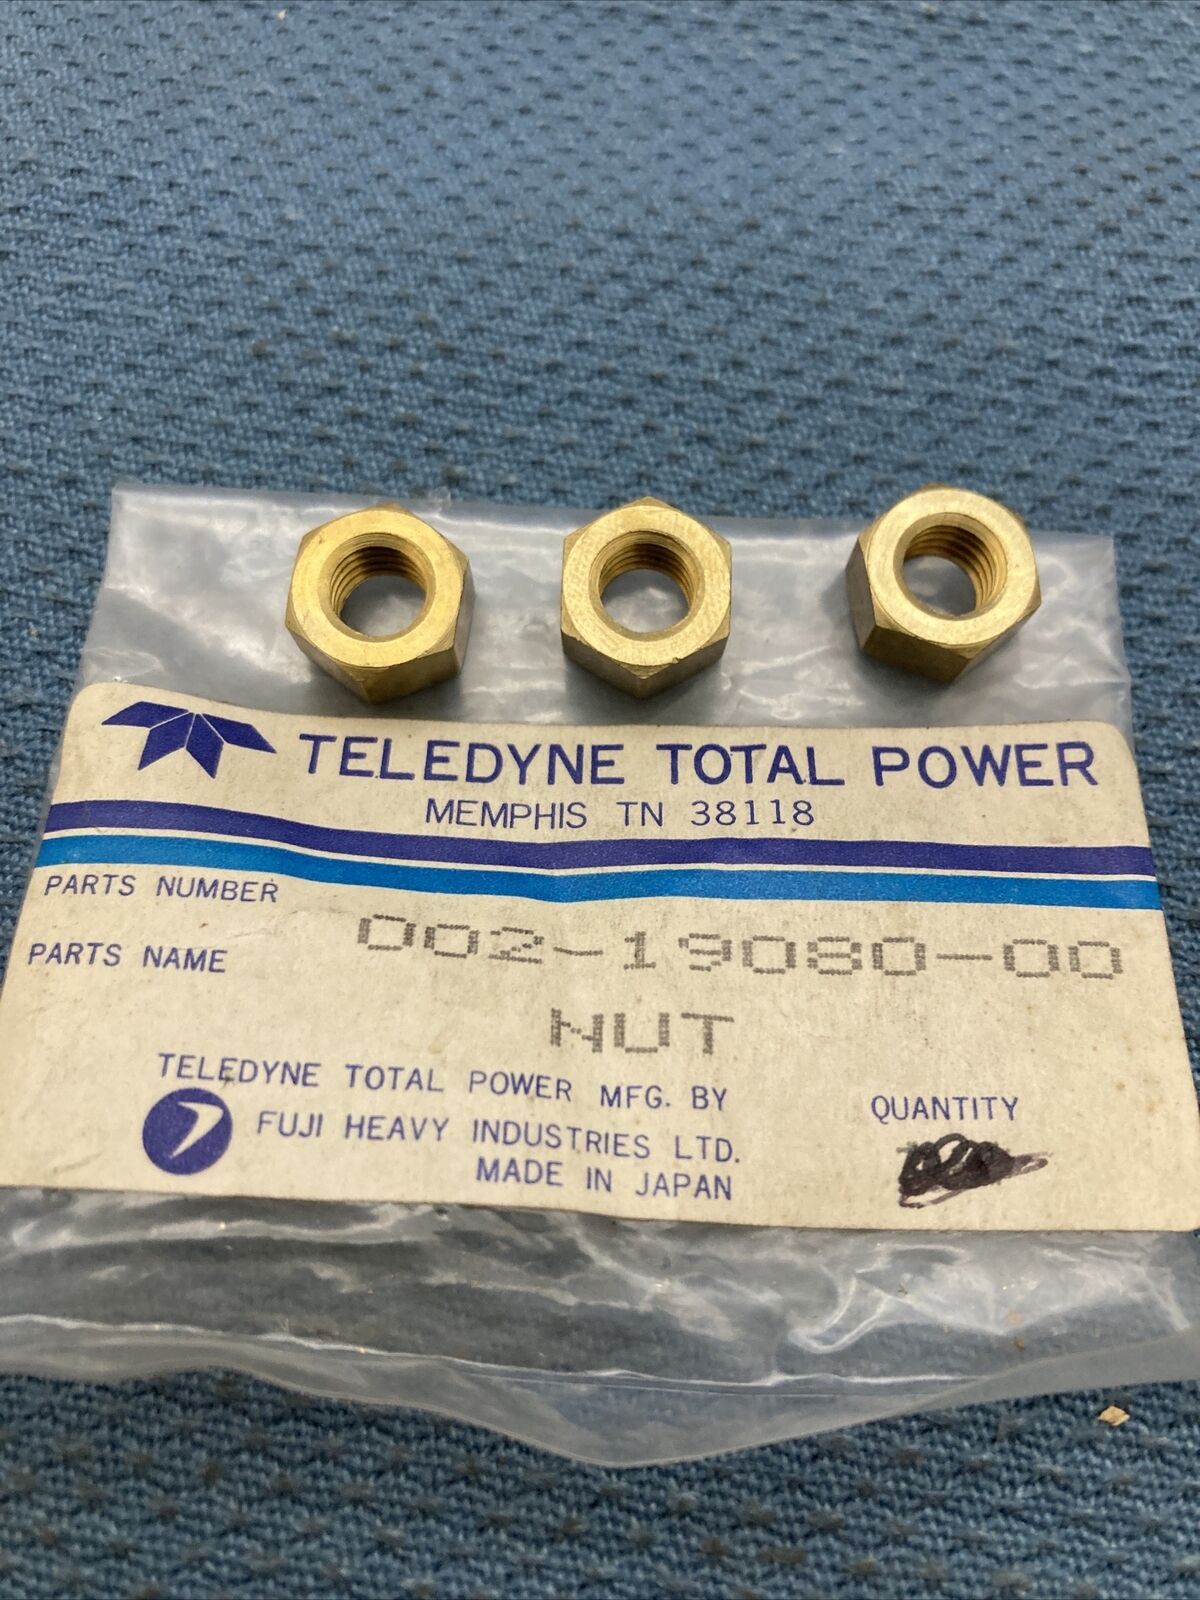 TELEDYNE TOTAL POWER
MEMPHIS TN 38118
PARTS NUMBER 002-19080-00
PARTS NAME NUT
TELEDYNE TOTAL POWER MFG. BY
FUJI HEAVY INDUSTRIES LTD.
MADE IN JAPAN
QUANTITY